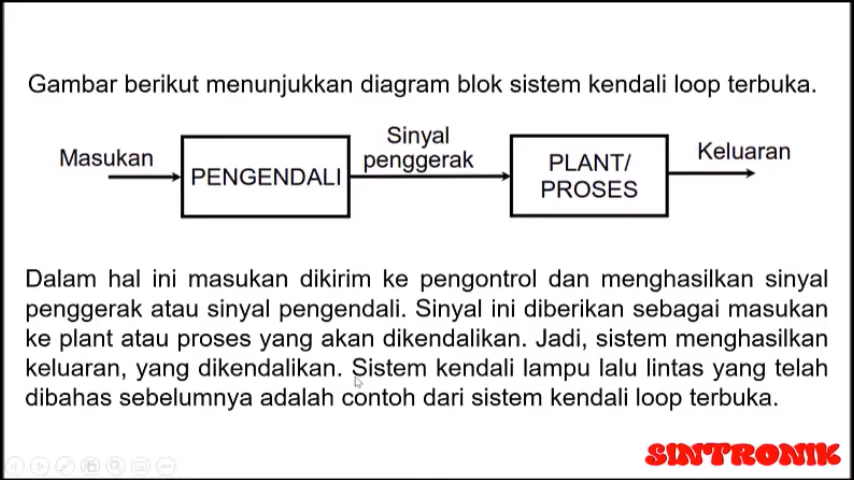 Gambar berikut menunjukkan diagram blok sistem kendali loop terbuka.
Masukan
PENGENDALI
Sinyal
penggerak
PLANT/
PROSES
Keluaran
Dalam hal ini masukan dikirim ke pengontrol dan menghasilkan sinyal
penggerak atau sinyal pengendali. Sinyal ini diberikan sebagai masukan
ke plant atau proses yang akan dikendalikan. Jadi, sistem menghasilkan
keluaran, yang dikendalikan. Sistem kendali lampu lalu lintas yang telah
dibahas sebelumnya adalah contoh dari sistem kendali loop terbuka.
SINTRONIK